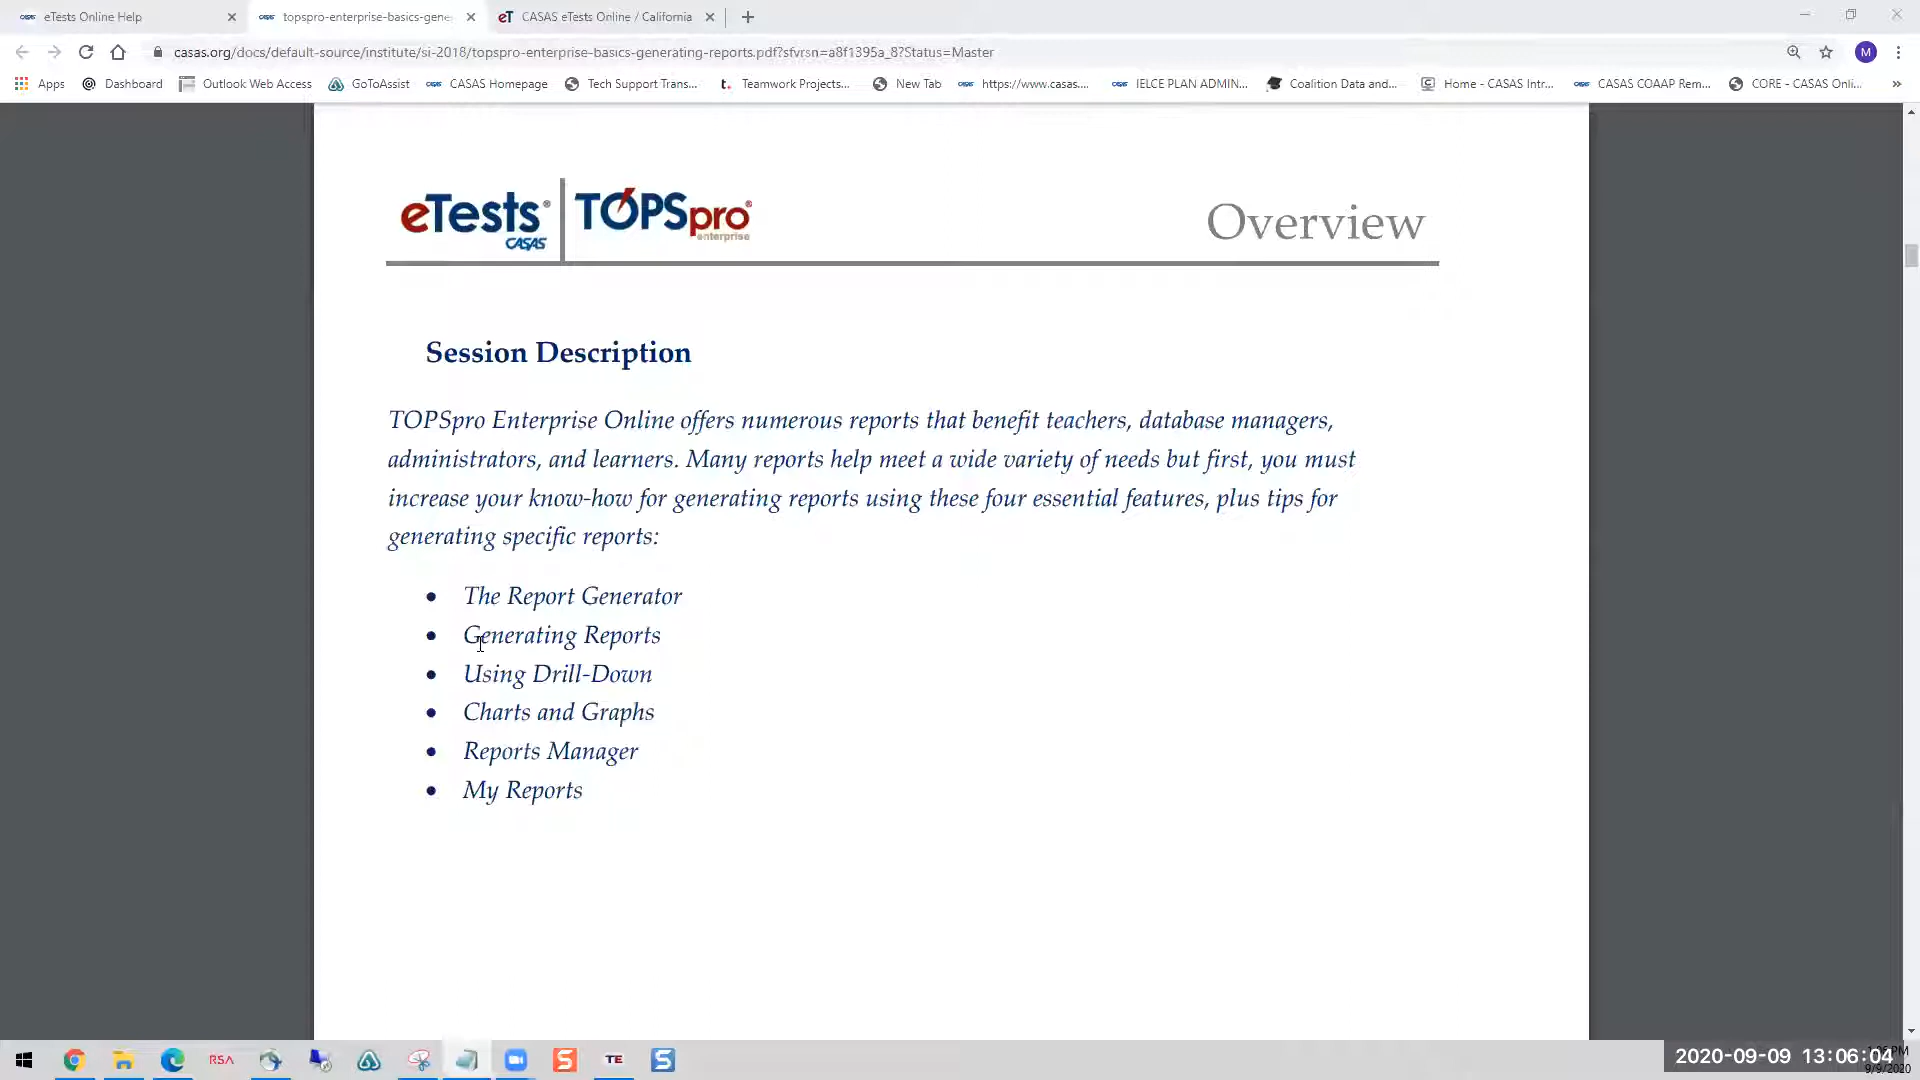 eTests Online Help
topspro-enterprise-basics-gene
CASAS eTests Online / California
casas.org/docs/default-source/institute/si-2018/topspro-enterprise-basics-generating-reports.pdf?sfvrsn=a8f1395a_8?Status=Master
M
Apps Dashboard Outlook Web Access GoToAssist CASAS Homepage Tech Support Trans... t. Teamwork Projects... New Tab https://www.casas.... IELCE PLAN ADMIN... Coalition Data and... Home - CASAS Intr... CASAS COAAP Rem... CORE - CASAS Onli... »
eTests® CASAS TOPSpro® enterprise
Overview
Session Description
TOPSpro Enterprise Online offers numerous reports that benefit teachers, database managers,
administrators, and learners. Many reports help meet a wide variety of needs but first, you must
increase your know-how for generating reports using these four essential features, plus tips for
generating specific reports:
• The Report Generator
• Generating Reports
• Using Drill-Down
• Charts and Graphs
• Reports Manager
• My Reports
RSA
S
TE
S
2020-09-09 13:06:04
9/9/2020